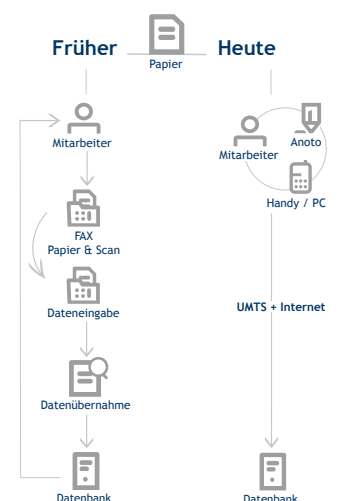 Früher
Heute
Papier
Mitarbeiter
FAX
Papier & Scan
Dateneingabe
Datenübernahme
Datenbank
Mitarbeiter
Anoto
Handy / PC
UMTS + Internet
Datenbank